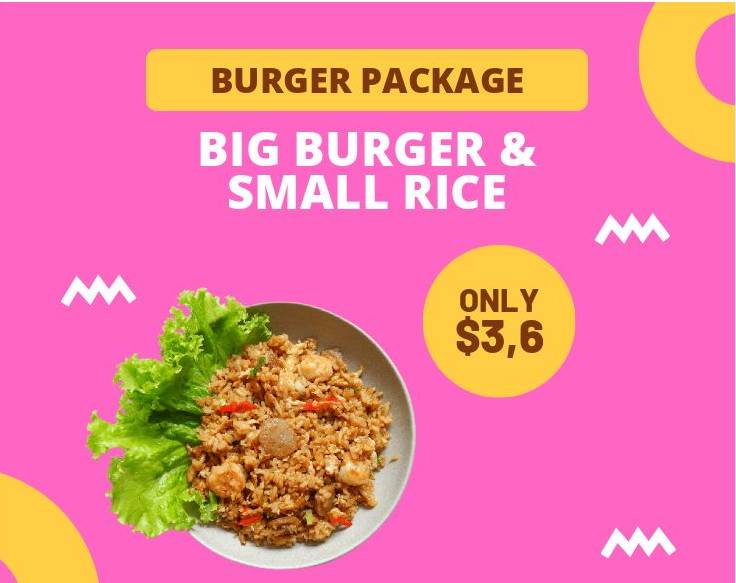 BURGER PACKAGE
BIG BURGER &
SMALL RICE
ONLY
$3,6